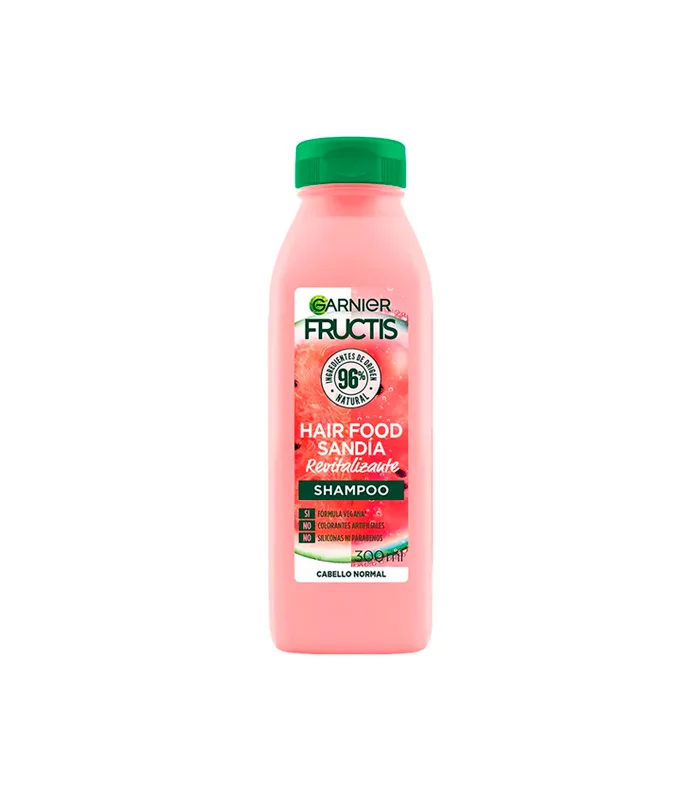 GARNIER
FRUCTIS
INGREDIENTES DE ORIGEN
96%
NATURAL
HAIR FOOD
SANDÍA
Revitalizante
SHAMPOO
SI FÓRMULA VEGANA
NO COLORANTES ARTIFICIALES
NO SILICONAS NI PARABENOS
300 ml
CABELLO NORMAL